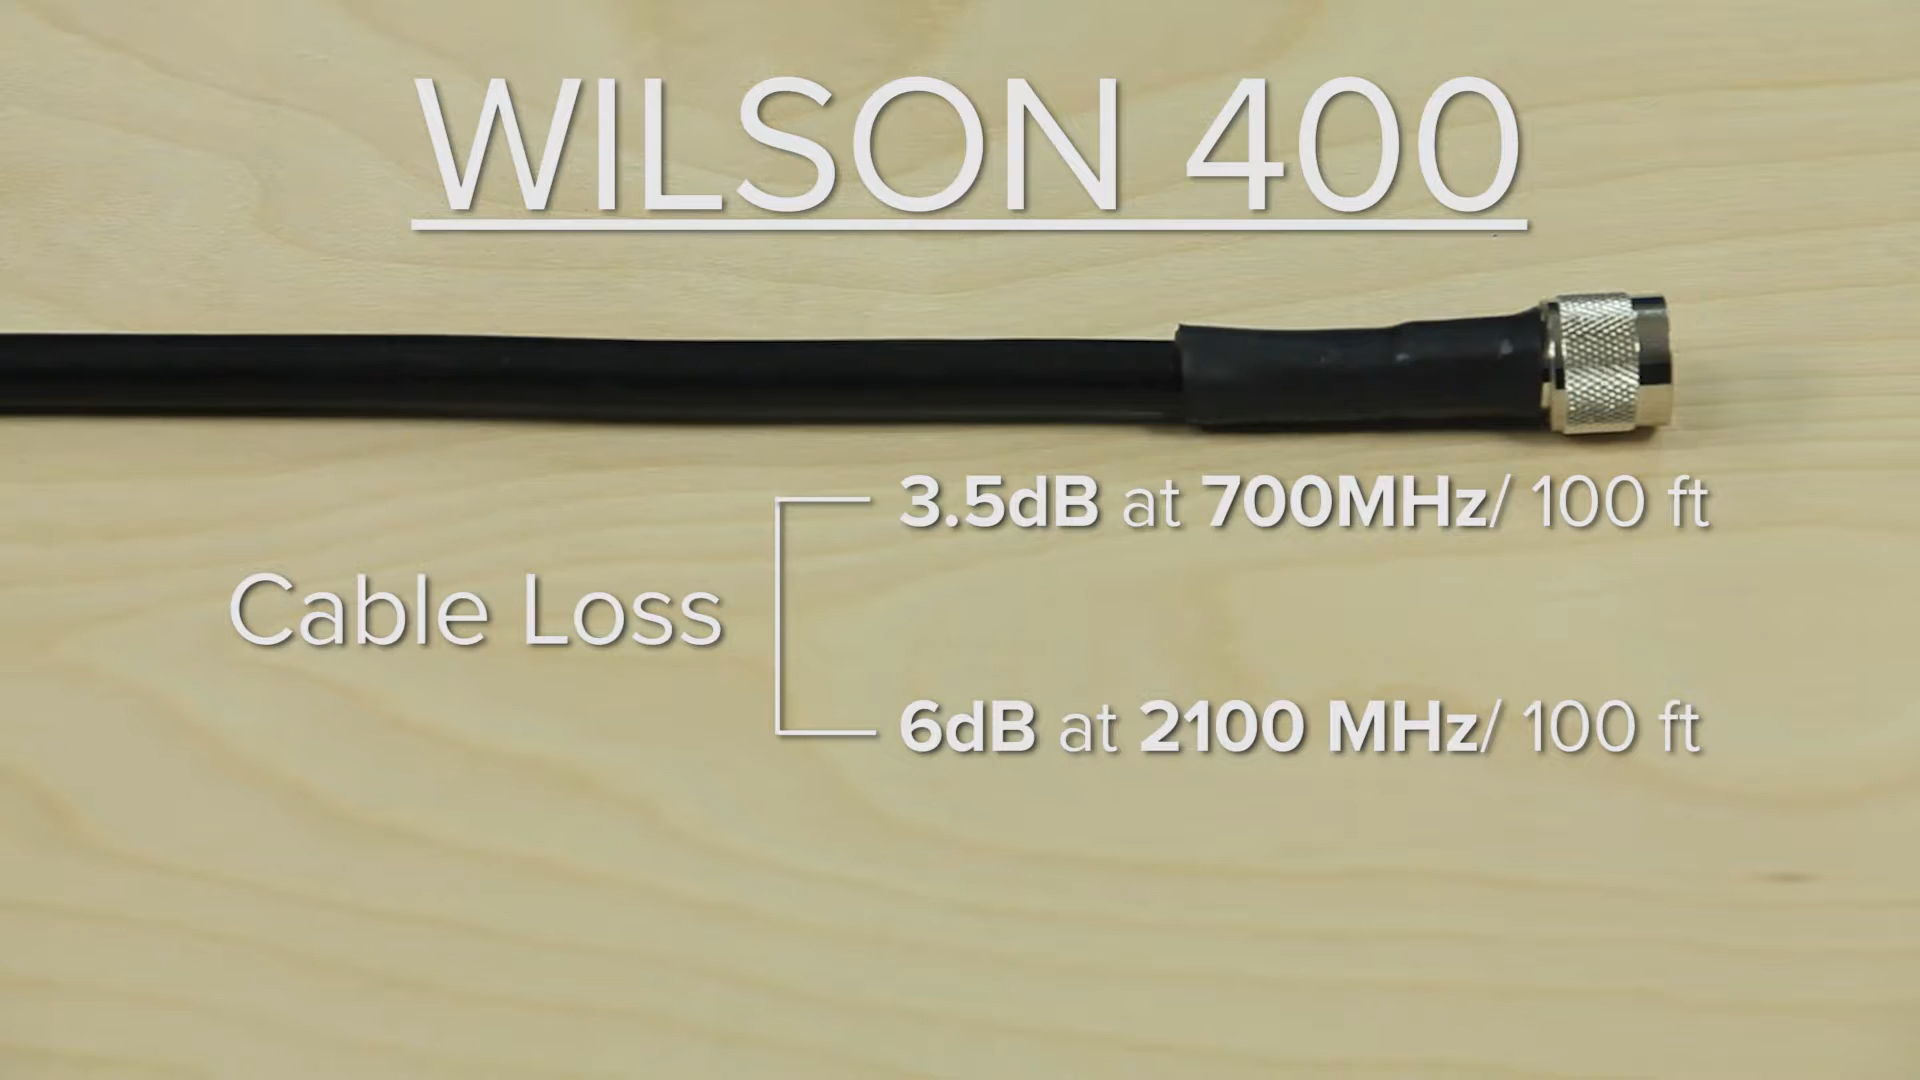 WILSON 400
3.5dB at 700MHz/ 100 ft
Cable Loss
6dB at 2100 MHz/ 100 ft